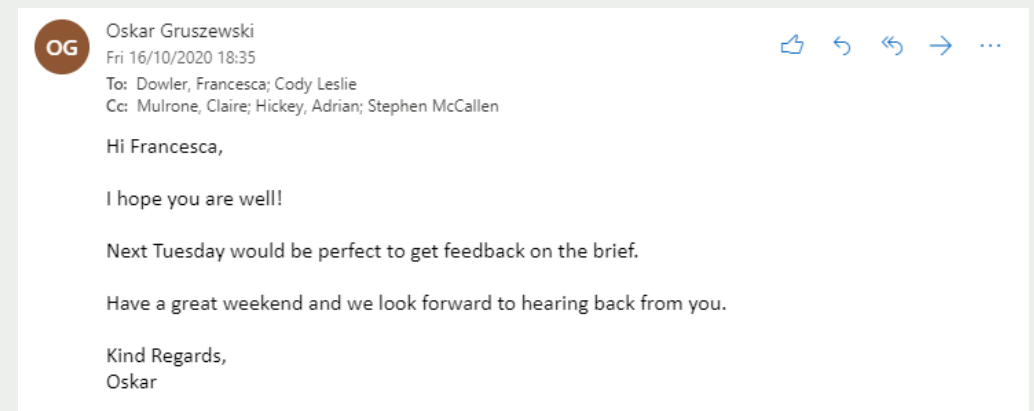 OG
Oskar Gruszewski
Fri 16/10/2020 18:35
To: Dowler, Francesca; Cody Leslie
Cc: Mulrone, Claire; Hickey, Adrian; Stephen McCallen
Hi Francesca,
I hope you are well!
Next Tuesday would be perfect to get feedback on the brief.
Have a great weekend and we look forward to hearing back from you.
Kind Regards,
Oskar